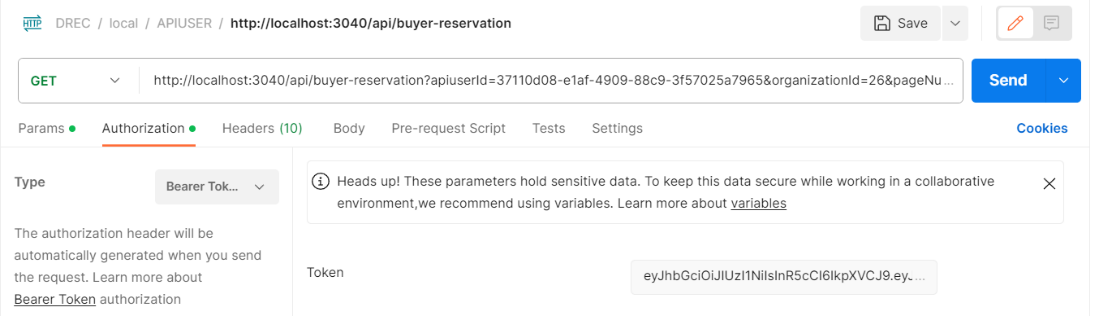 HTTP DREC / local / APIUSER / http://localhost:3040/api/buyer-reservation Save
GET http://localhost:3040/api/buyer-reservation?apiuserId=37110d08-e1af-4909-88c9-3f57025a7965&organizationId=26&pageNu... Send
Params Authorization Headers (10) Body Pre-request Script Tests Settings Cookies
Type Bearer Tok...
The authorization header will be
automatically generated when you send
the request. Learn more about
Bearer Token authorization
Heads up! These parameters hold sensitive data. To keep this data secure while working in a collaborative
environment,we recommend using variables. Learn more about variables
Token eyJhbGciOiJIUzI1NiIsInR5cCI6IkpXVCJ9.eyJ...